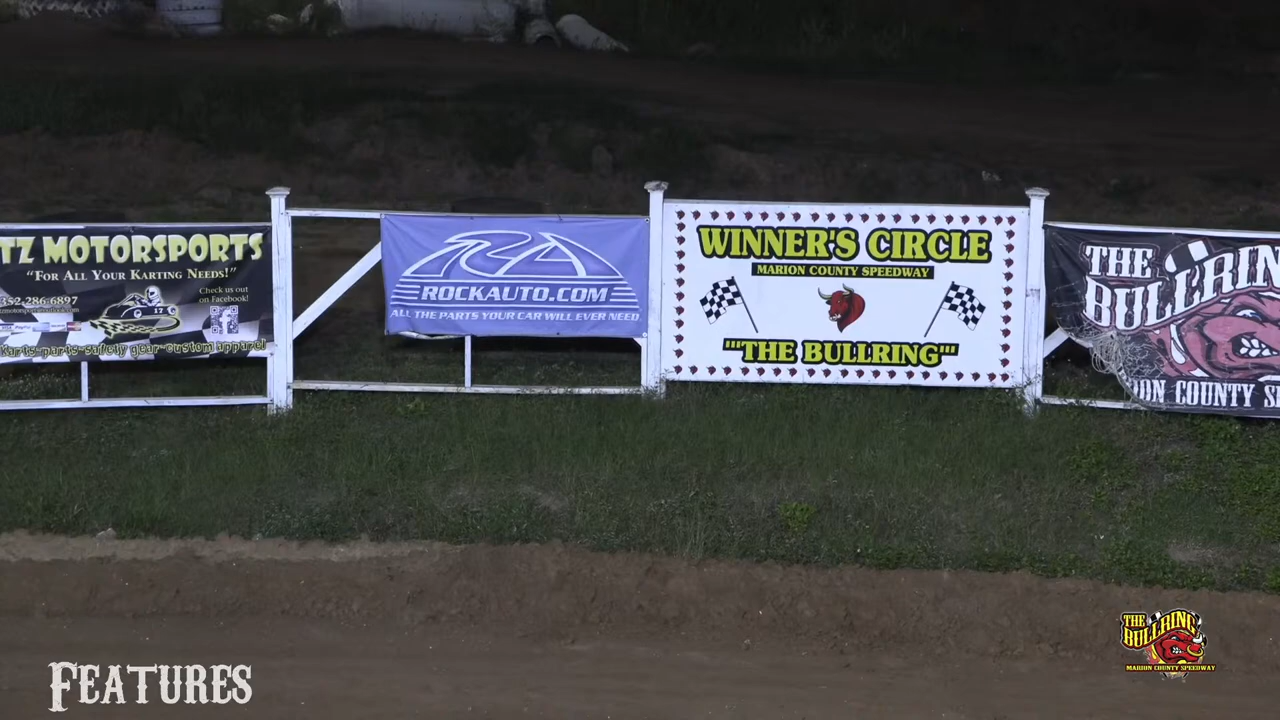 TZ MOTORSPORTS
"FOR ALL YOUR KARTING NEEDS!"
Check us out
on Facebook!
352-286-6897
17
Karts-parts-safety gear-custom apparel
RA
ROCKAUTO.COM
ALL THE PARTS YOUR CAR WILL EVER NEED
WINNER'S CIRCLE
MARION COUNTY SPEEDWAY
"'THE BULLRING'"
THE
BULLRIN
ION COUNTY S
THE
BULLRING
MARION COUNTY SPEEDWAY
FEATURES